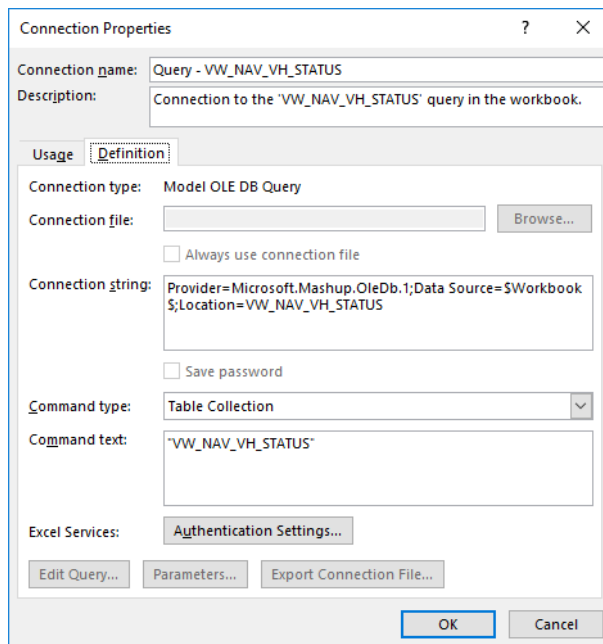 Connection Properties
?
Connection name: Query - VW_NAV_VH_STATUS
Description: Connection to the 'VW_NAV_VH_STATUS' query in the workbook.
Usage Definition
Connection type: Model OLE DB Query
Connection file: Browse...
Always use connection file
Connection string: Provider=Microsoft.Mashup.OleDb.1;Data Source=$Workbook
$;Location=VW_NAV_VH_STATUS
Save password
Command type: Table Collection
Command text: "VW_NAV_VH_STATUS"
Excel Services: Authentication Settings...
Edit Query... Parameters... Export Connection File...
OK Cancel